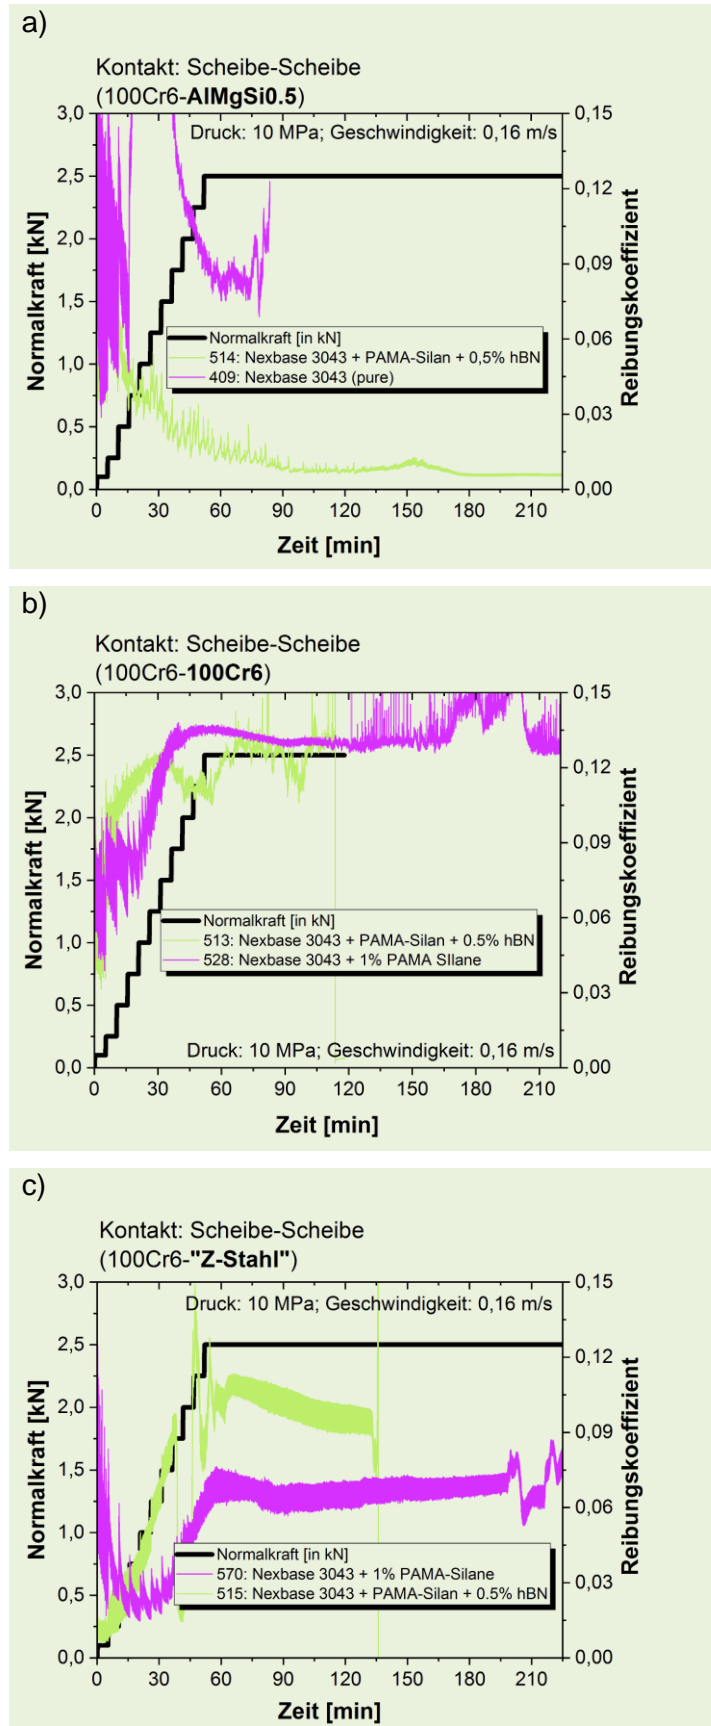 a)
Kontakt: Scheibe-Scheibe
(100Cr6-AlMgSi0.5)
Druck: 10 MPa; Geschwindigkeit: 0,16 m/s
3,0
2,5
2,0
1,5
1,0
0,5
0,0
Normalkraft [kN]
0,15
0,12
0,09
0,06
0,03
0,00
Reibungskoeffizient
Normalkraft [in kN]
514: Nexbase 3043 + PAMA-Silan + 0,5% hBN
409: Nexbase 3043 (pure)
0 30 60 90 120 150 180 210
Zeit [min]
b)
Kontakt: Scheibe-Scheibe
(100Cr6-100Cr6)
3,0
2,5
2,0
1,5
1,0
0,5
0,0
Normalkraft [kN]
0,15
0,12
0,09
0,06
0,03
0,00
Reibungskoeffizient
Normalkraft [in kN]
513: Nexbase 3043 + PAMA-Silan + 0.5% hBN
528: Nexbase 3043 + 1% PAMA SIlane
Druck: 10 MPa; Geschwindigkeit: 0,16 m/s
0 30 60 90 120 150 180 210
Zeit [min]
c)
Kontakt: Scheibe-Scheibe
(100Cr6-"Z-Stahl")
Druck: 10 MPa; Geschwindigkeit: 0,16 m/s
3,0
2,5
2,0
1,5
1,0
0,5
0,0
Normalkraft [kN]
0,15
0,12
0,09
0,06
0,03
0,00
Reibungskoeffizient
Normalkraft [in kN]
570: Nexbase 3043 + 1% PAMA-Silane
515: Nexbase 3043 + PAMA-Silan + 0.5% hBN
0 30 60 90 120 150 180 210
Zeit [min]